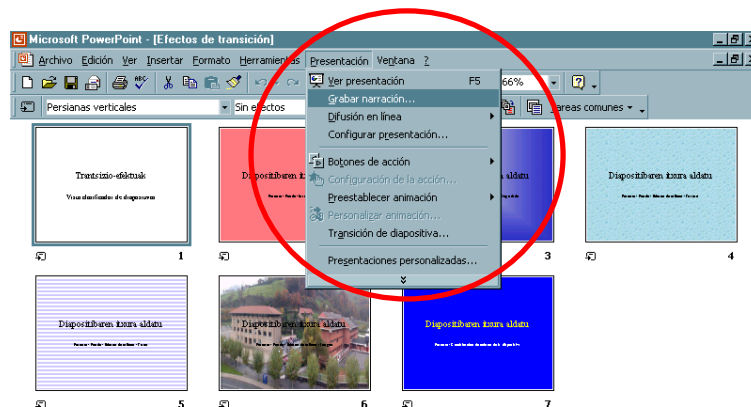 Microsoft PowerPoint - [Efectos de transición]
Archivo Edición Ver Insertar Formato Herramientas Presentación Ventana ?
66%
Persianas verticales Sin efectos Tareas comunes
Ver presentación F5
Grabar narración...
Difusión en línea
Configurar presentación...
Botones de acción
Configuración de la acción...
Preestablecer animación
Personalizar animación...
Transición de diapositiva...
Presentaciones personalizadas...
Trantsizio-efektuak
Diapositibaren itxura aldatu
Diapositibaren itxura aldatu
1
3
4
Diapositibaren itxura aldatu
Diapositibaren itxura aldatu
Diapositibaren itxura aldatu
5
6
7